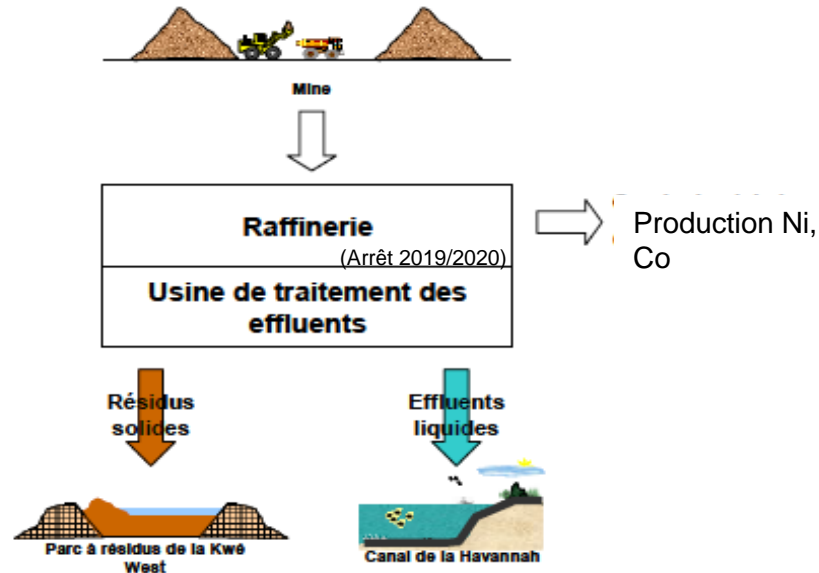 Mine
Raffinerie
(Arrêt 2019/2020)
Production Ni,
Co
Usine de traitement des
effluents
Résidus
solides
Effluents
liquides
Parc à résidus de la Kwé
West
Canal de la Havannah